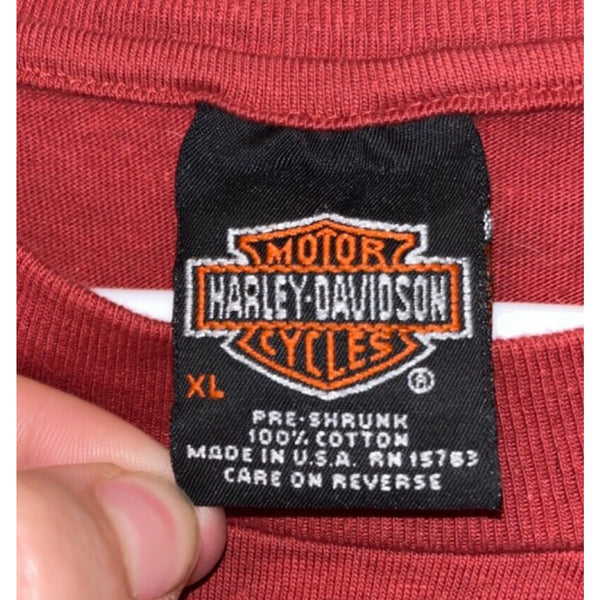 MOTOR
HARLEY-DAVIDSON
CYCLES
XL ®
PRE-SHRUNK
100% COTTON
MADE IN U.S.A. RN 15763
CARE ON REVERSE